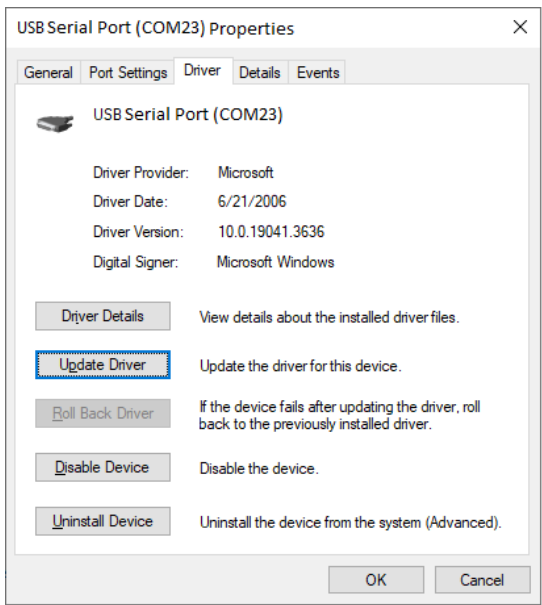 USB Serial Port (COM23) Properties
General Port Settings Driver Details Events
USB Serial Port (COM23)
Driver Provider: Microsoft
Driver Date: 6/21/2006
Driver Version: 10.0.19041.3636
Digital Signer: Microsoft Windows
Driver Details View details about the installed driver files.
Update Driver Update the driver for this device.
Roll Back Driver If the device fails after updating the driver, roll
back to the previously installed driver.
Disable Device Disable the device.
Uninstall Device Uninstall the device from the system (Advanced).
OK Cancel